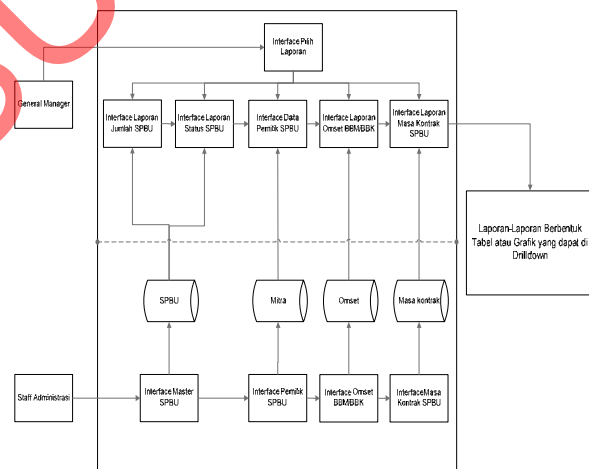 Interface Pilih
Laporan
General Manager
Interface Laporan
Jumlah SPBU
Interface Laporan
Status SPBU
Interface Data
Pemilik SPBU
Interface Laporan
Omset BBM/BBK
Interface Laporan
Masa Kontrak
SPBU
Laporan-Laporan Berbentuk
Tabel atau Grafik yang dapat di
Drilldown
SPBU
Mitra
Omset
Masa kontrak
Staff Administrasi
Interface Master
SPBU
Interface Pemilik
SPBU
Interface Omset
BBM/BBK
Interface Masa
Kontrak SPBU